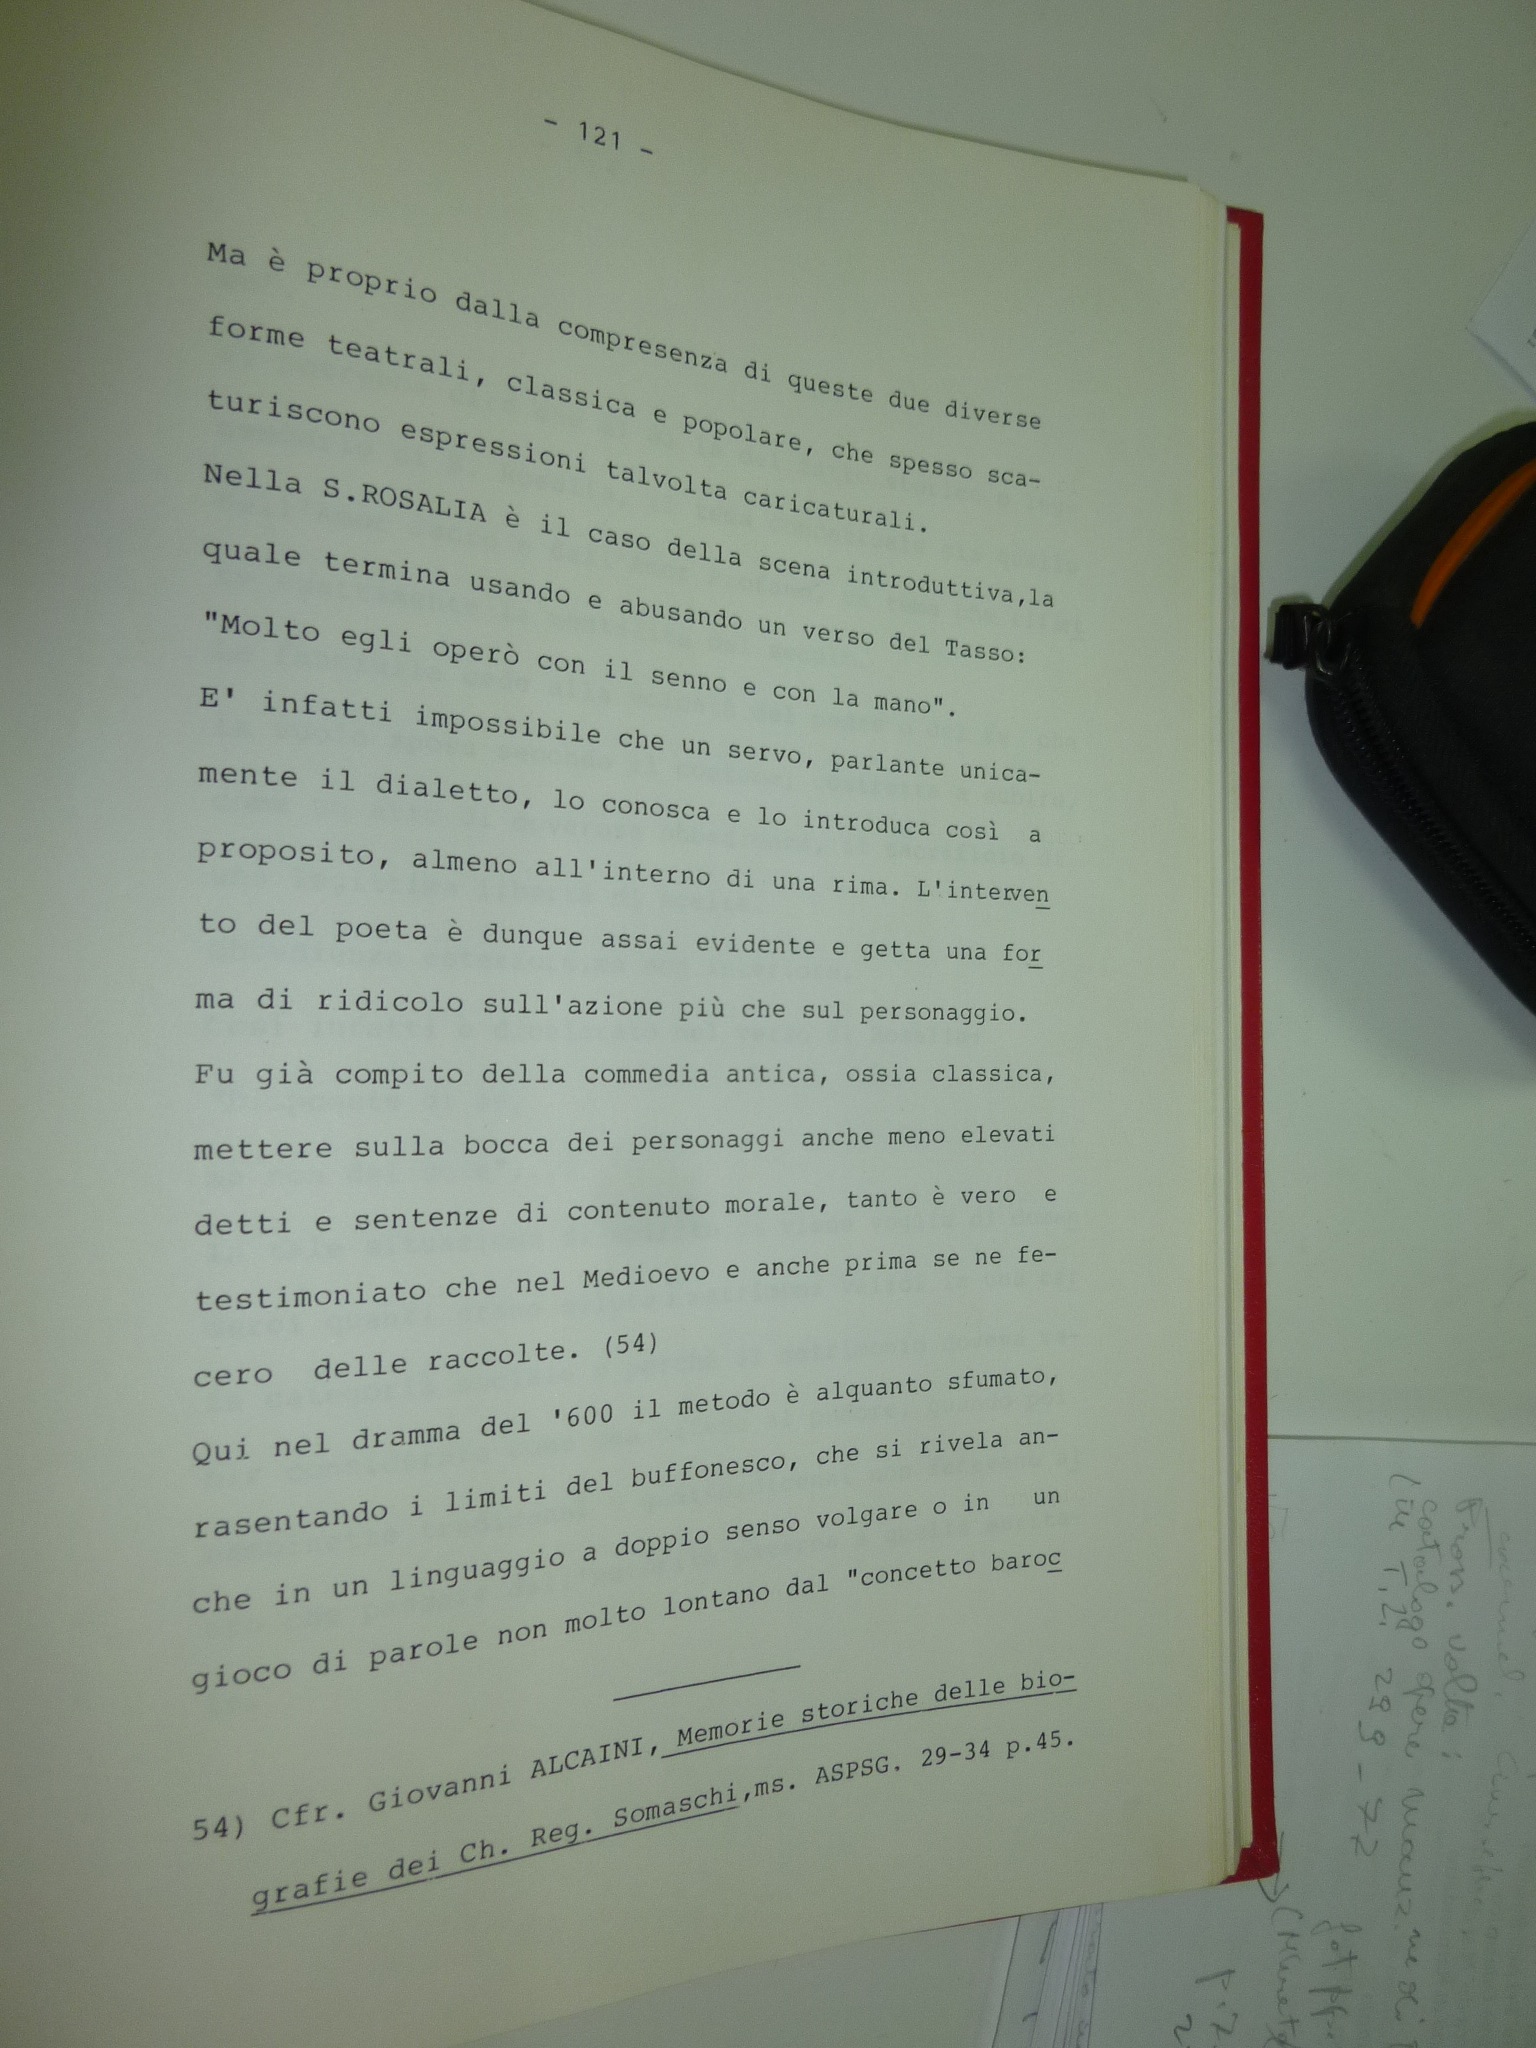 - 121 -
Ma è proprio dalla compresenza di queste due diverse
forme teatrali, classica e popolare, che spesso sca-
turiscono espressioni talvolta caricaturali.
Nella S.ROSALIA è il caso della scena introduttiva,la
quale termina usando e abusando un verso del Tasso:
"Molto egli operò con il senno e con la mano".
E' infatti impossibile che un servo, parlante unica-
mente il dialetto, lo conosca e lo introduca così a
proposito, almeno all'interno di una rima. L'interven
to del poeta è dunque assai evidente e getta una for
ma di ridicolo sull'azione più che sul personaggio.
Fu già compito della commedia antica, ossia classica,
mettere sulla bocca dei personaggi anche meno elevati
detti e sentenze di contenuto morale, tanto è vero e
testimoniato che nel Medioevo e anche prima se ne fe-
cero delle raccolte. (54)
Qui nel dramma del '600 il metodo è alquanto sfumato,
rasentando i limiti del buffonesco, che si rivela an-
che in un linguaggio a doppio senso volgare o in un
gioco di parole non molto lontano dal "concetto baroc
54) Cfr. Giovanni ALCAINI, Memorie storiche delle bio-
grafie dei Ch. Reg. Somaschi,ms. ASPSG. 29-34 p.45.
volta:
catalogo opere
299-72